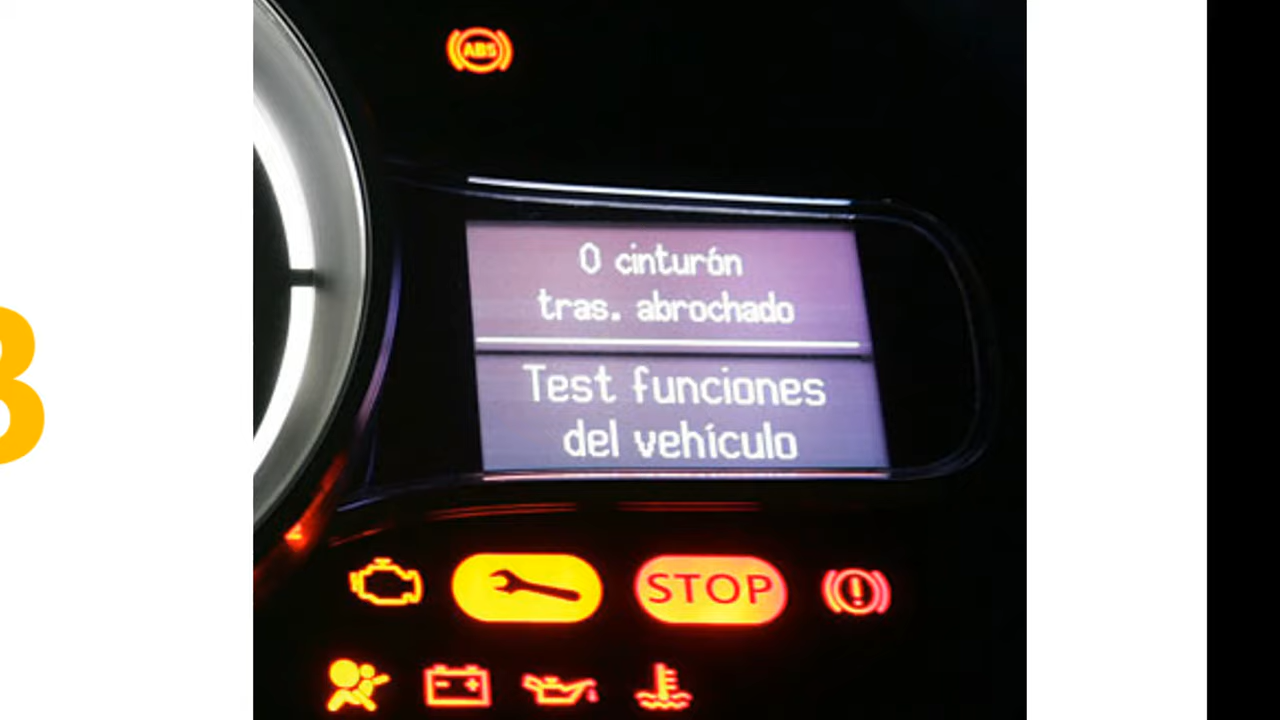 ABS
0 cinturón
tras. abrochado
Test funciones
del vehículo
STOP